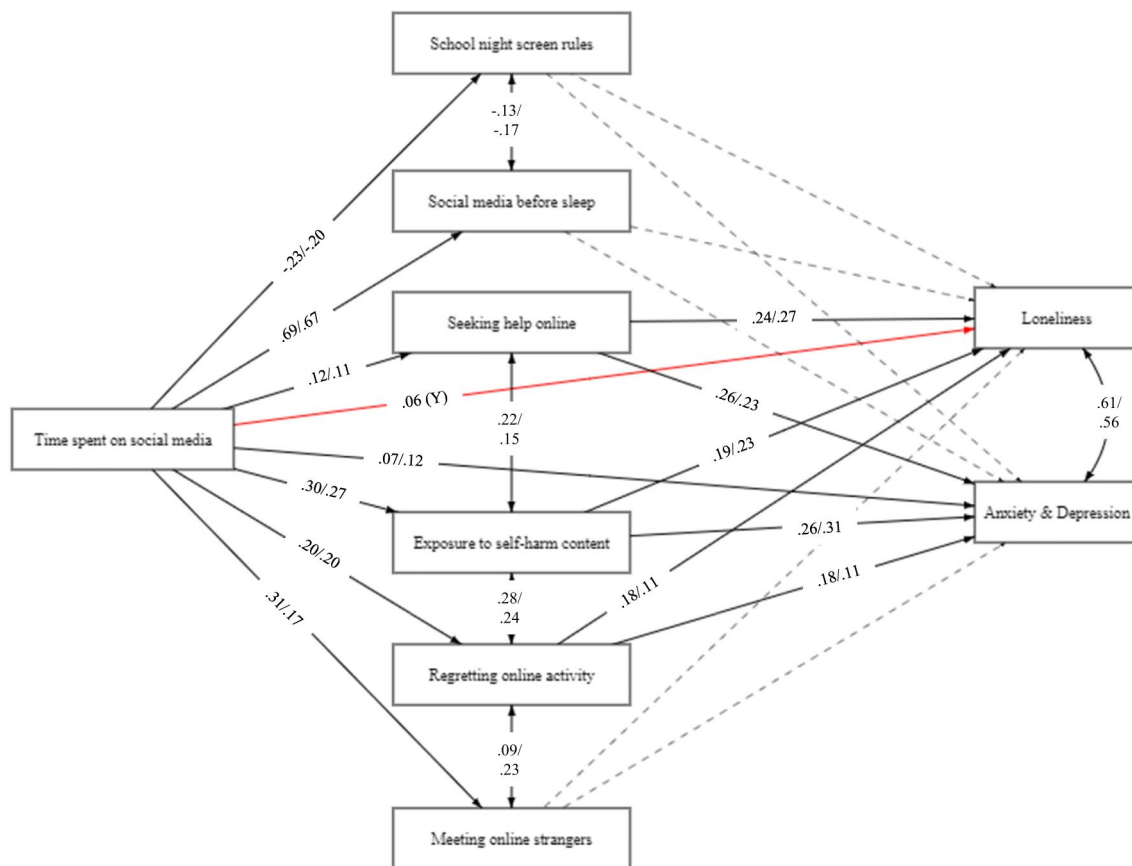 School night screen rules
-.13/
-.17
Social media before sleep
-.23/-.20
.69/.67
Seeking help online
.24/.27
Loneliness
.12/.11
.06 (Y)
.26/.23
.22/
.15
.61/
.56
Time spent on social media
.07/.12
.19/.23
.30/.27
Exposure to self-harm content
.26/.31
Anxiety & Depression
.20/.20
.28/
.24
.18/.11
.18/.11
.31/.17
Regretting online activity
.09/
.23
Meeting online strangers